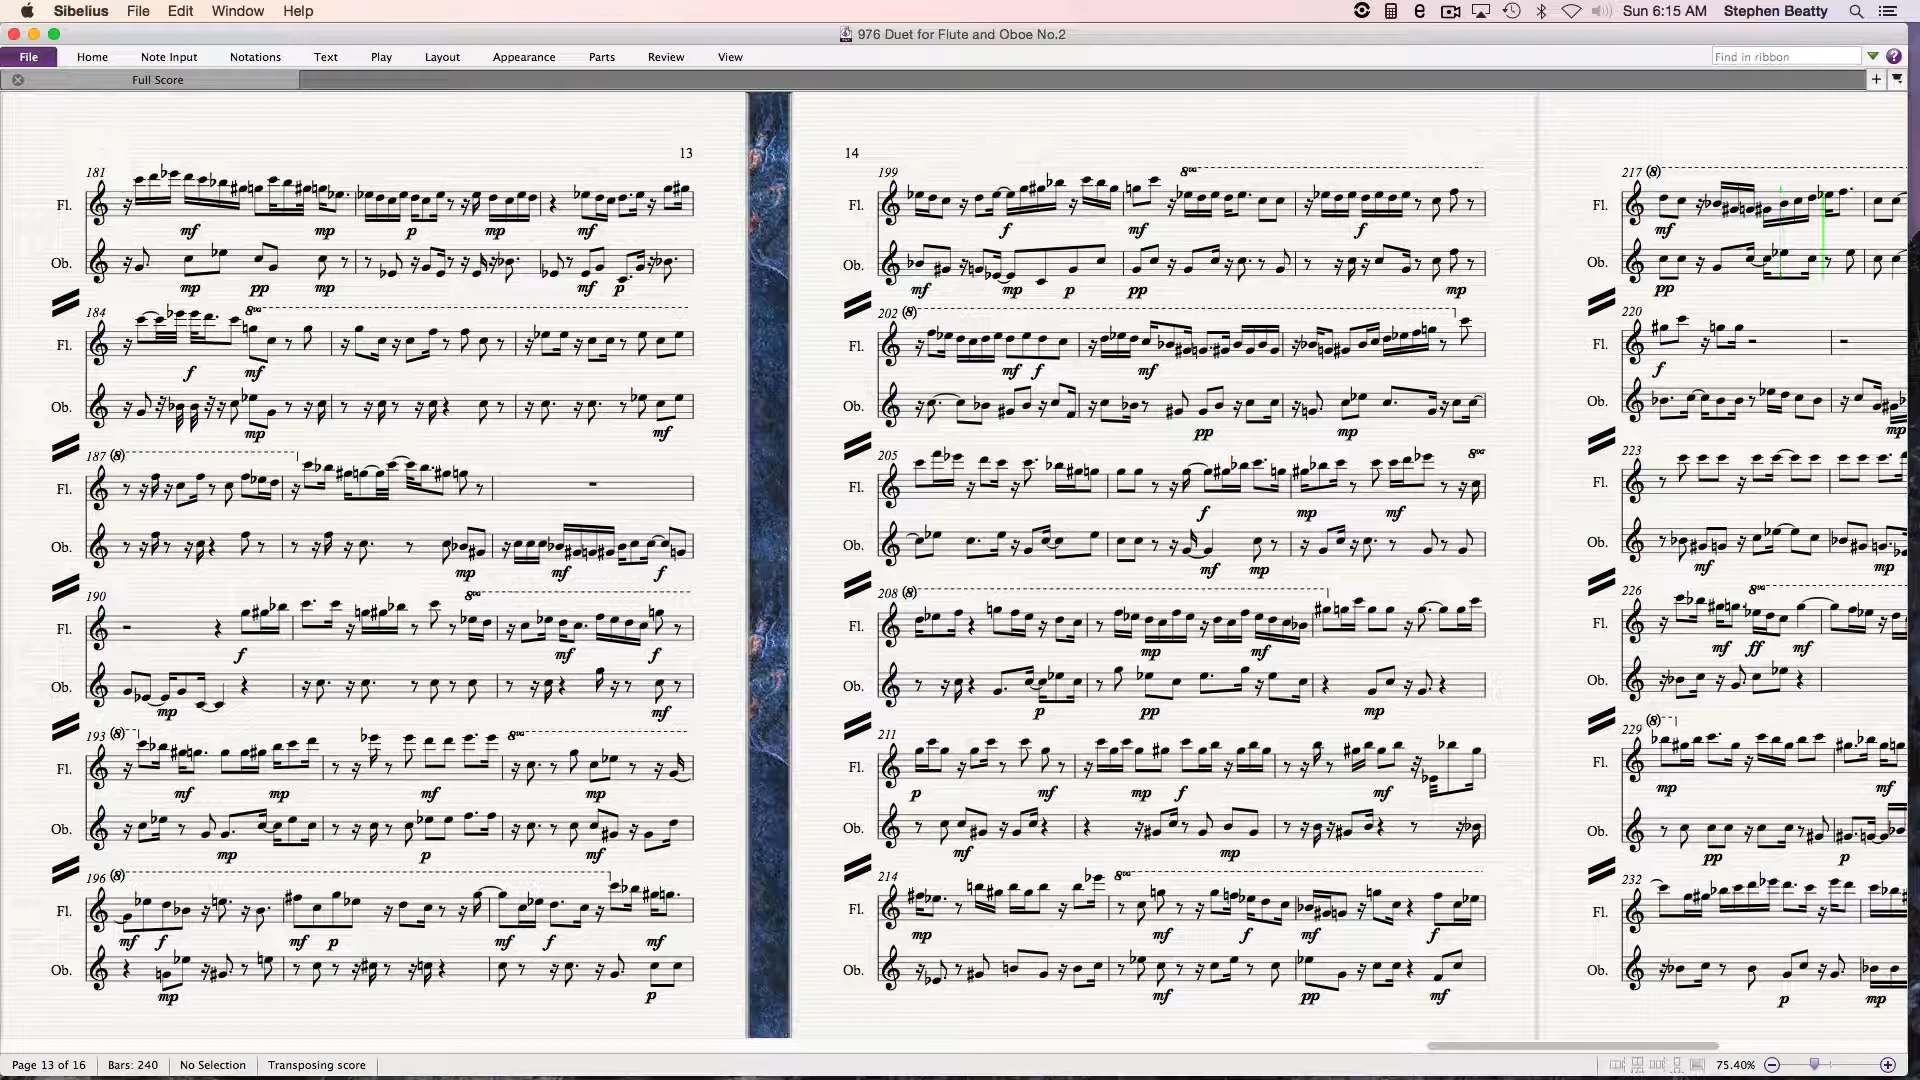 Sibelius File Edit Window Help Sun 6:15 AM Stephen Beatty
976 Duet for Flute and Oboe No.2
File Home Note Input Notations Text Play Layout Appearance Parts Review View Find in ribbon
Full Score
13
181
Fl. mf mp p mp mf
Ob. mp pp mp mf p
184 8va
Fl. f mf
Ob. mp mf
187 (8)
Fl.
Ob. mp mf f
190 8va
Fl. f mf f
Ob. mp mf
193 (8) 8va
Fl. mf mp mf mp
Ob. mp p mf
196 (8)
Fl. mf f mf p mf f mf
Ob. mp p
14
199 8va
Fl. f mf f
Ob. mf mp p pp mp
202 (8)
Fl. mf f mf
Ob. pp mp
205 8va
Fl. f mp mf
Ob. mf mp
208 (8)
Fl. mp mf
Ob. p pp mp
211
Fl. p mf mp f mf
Ob. mf mp
214 8va
Fl. mp mf f mf f
Ob. mf pp mf
217 (8)
Fl. mf
Ob. pp
220
Fl. f
Ob. mp
223
Fl.
Ob. mf mp
226 8va
Fl. mf ff mf
Ob.
229 (8)
Fl. mp mf
Ob. pp p
232
Fl.
Ob. p mp
Page 13 of 16 Bars: 240 No Selection Transposing score 75.40%